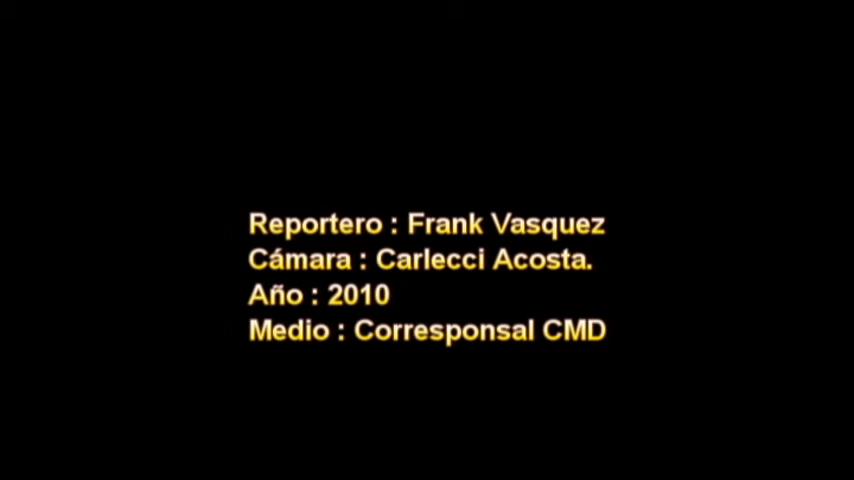 Reportero : Frank Vasquez
Cámara : Carlecci Acosta.
Año : 2010
Medio : Corresponsal CMD